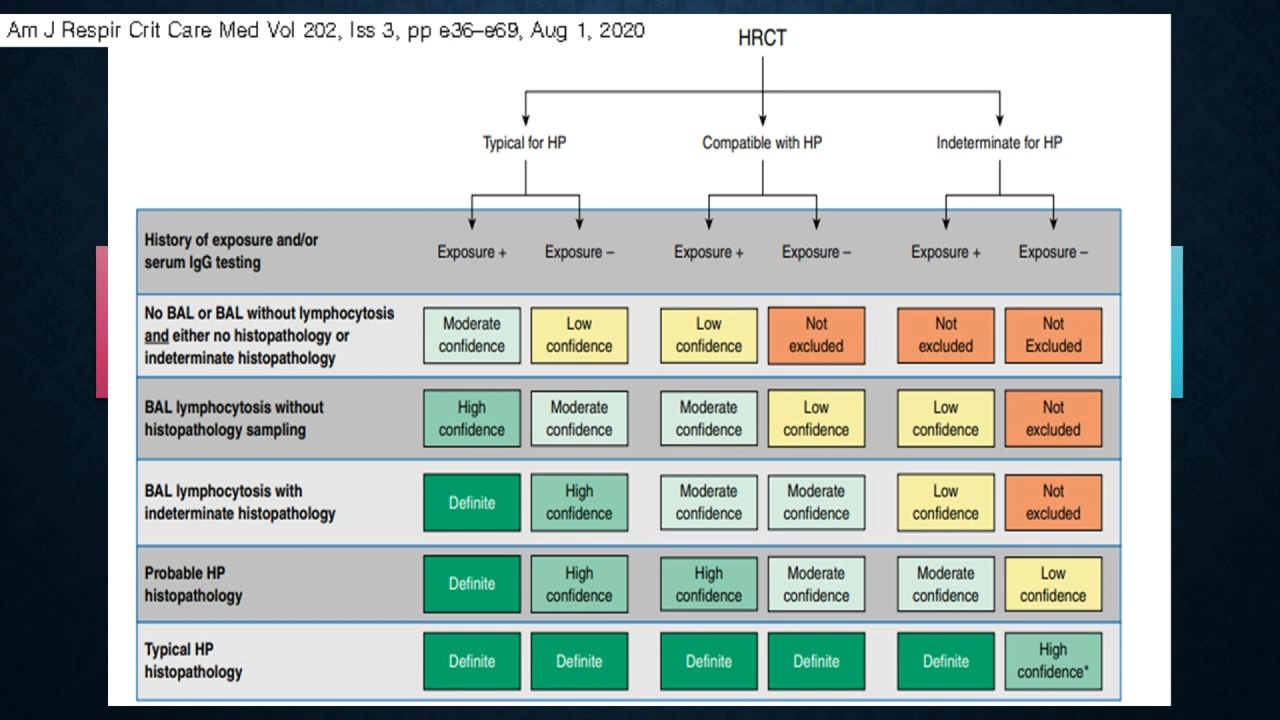 Am J Respir Crit Care Med Vol 202, Iss 3, pp e36–e69, Aug 1, 2020
HRCT
Typical for HP
Compatible with HP
Indeterminate for HP
History of exposure and/or
serum IgG testing
Exposure +
Exposure –
Exposure +
Exposure –
Exposure +
Exposure –
No BAL or BAL without lymphocytosis
and either no histopathology or
indeterminate histopathology
Moderate
confidence
Low
confidence
Low
confidence
Not
excluded
Not
excluded
Not
Excluded
BAL lymphocytosis without
histopathology sampling
High
confidence
Moderate
confidence
Moderate
confidence
Low
confidence
Low
confidence
Not
excluded
BAL lymphocytosis with
indeterminate histopathology
Definite
High
confidence
Moderate
confidence
Moderate
confidence
Low
confidence
Not
excluded
Probable HP
histopathology
Definite
High
confidence
High
confidence
Moderate
confidence
Moderate
confidence
Low
confidence
Typical HP
histopathology
Definite
Definite
Definite
Definite
Definite
High
confidence*